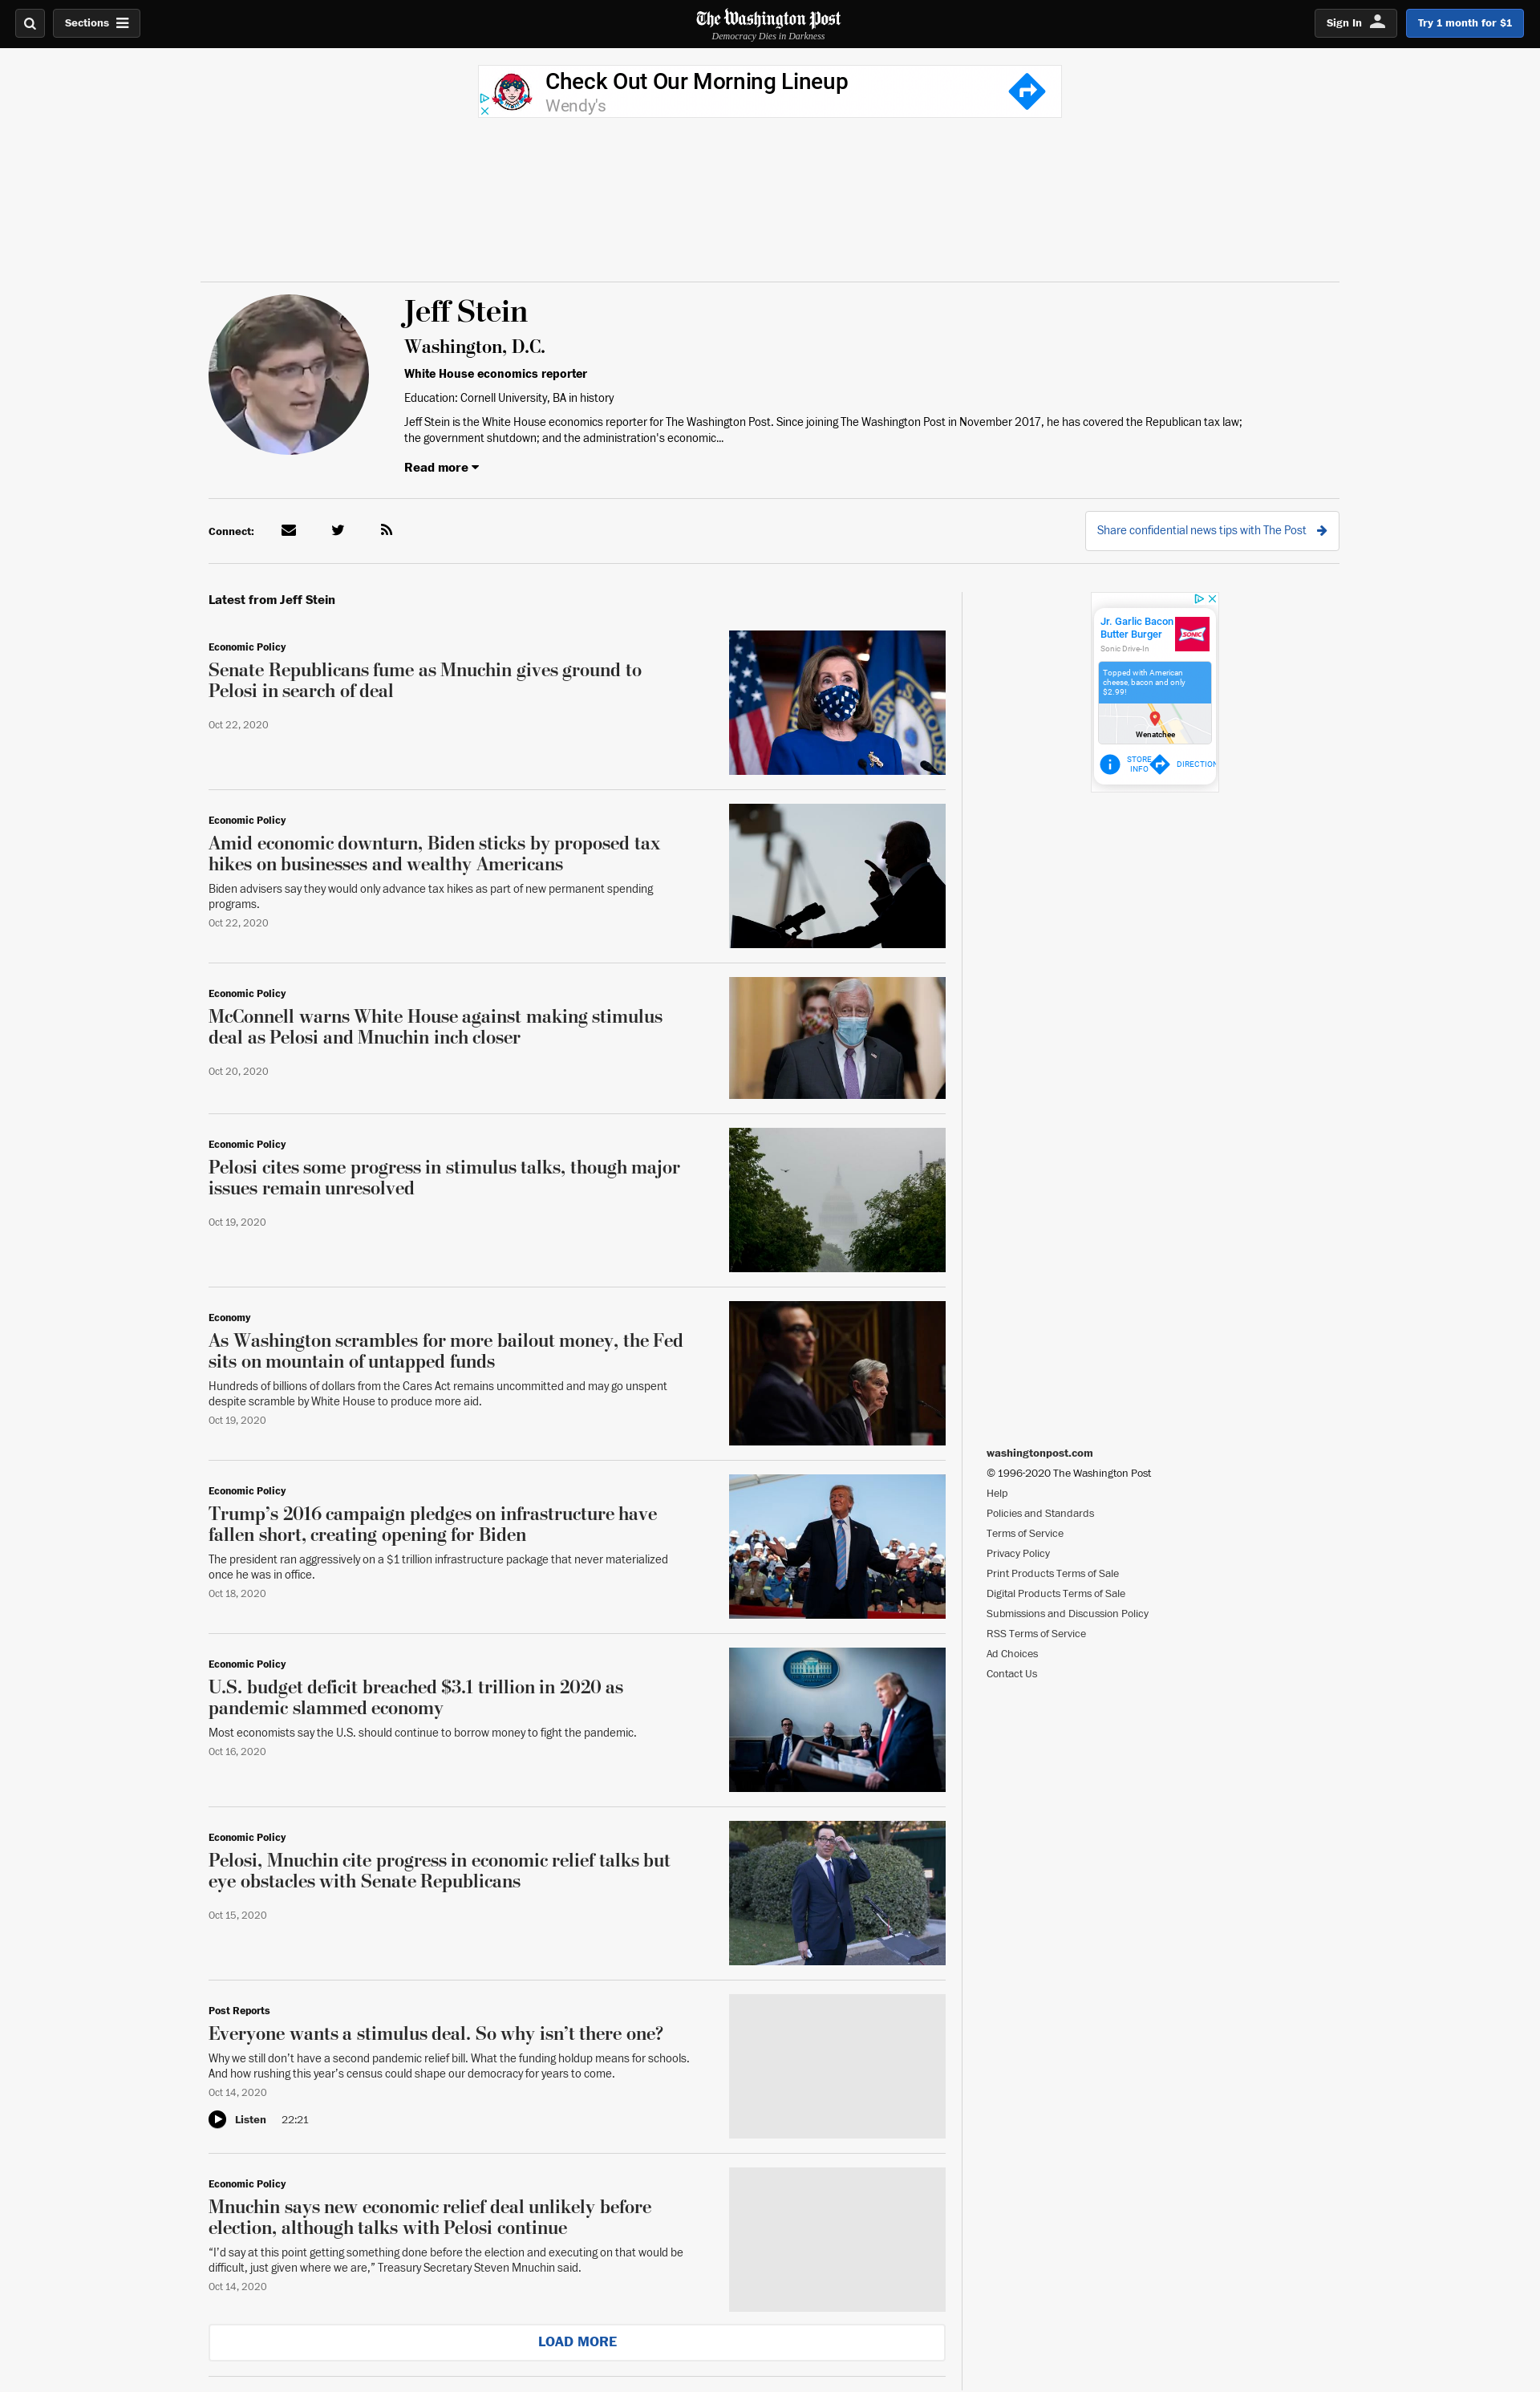 Sections
The Washington Post
Democracy Dies in Darkness
Sign In
Try 1 month for $1
Check Out Our Morning Lineup
Wendy's
Jeff Stein
Washington, D.C.
White House economics reporter
Education: Cornell University, BA in history
Jeff Stein is the White House economics reporter for The Washington Post. Since joining The Washington Post in November 2017, he has covered the Republican tax law;
the government shutdown; and the administration's economic...
Read more
Connect:
Share confidential news tips with The Post
Latest from Jeff Stein
Economic Policy
Senate Republicans fume as Mnuchin gives ground to
Pelosi in search of deal
Oct 22, 2020
Economic Policy
Amid economic downturn, Biden sticks by proposed tax
hikes on businesses and wealthy Americans
Biden advisers say they would only advance tax hikes as part of new permanent spending
programs.
Oct 22, 2020
Economic Policy
McConnell warns White House against making stimulus
deal as Pelosi and Mnuchin inch closer
Oct 20, 2020
Economic Policy
Pelosi cites some progress in stimulus talks, though major
issues remain unresolved
Oct 19, 2020
Economy
As Washington scrambles for more bailout money, the Fed
sits on mountain of untapped funds
Hundreds of billions of dollars from the Cares Act remains uncommitted and may go unspent
despite scramble by White House to produce more aid.
Oct 19, 2020
Economic Policy
Trump’s 2016 campaign pledges on infrastructure have
fallen short, creating opening for Biden
The president ran aggressively on a $1 trillion infrastructure package that never materialized
once he was in office.
Oct 18, 2020
Economic Policy
U.S. budget deficit breached $3.1 trillion in 2020 as
pandemic slammed economy
Most economists say the U.S. should continue to borrow money to fight the pandemic.
Oct 16, 2020
Economic Policy
Pelosi, Mnuchin cite progress in economic relief talks but
eye obstacles with Senate Republicans
Oct 15, 2020
Post Reports
Everyone wants a stimulus deal. So why isn’t there one?
Why we still don’t have a second pandemic relief bill. What the funding holdup means for schools.
And how rushing this year’s census could shape our democracy for years to come.
Oct 14, 2020
Listen 22:21
Economic Policy
Mnuchin says new economic relief deal unlikely before
election, although talks with Pelosi continue
“I’d say at this point getting something done before the election and executing on that would be
difficult, just given where we are,” Treasury Secretary Steven Mnuchin said.
Oct 14, 2020
LOAD MORE
Jr. Garlic Bacon
Butter Burger
Sonic Drive-In
SONIC
Topped with American
cheese, bacon and only
$2.99!
Wenatchee
STORE
INFO
DIRECTION
washingtonpost.com
© 1996-2020 The Washington Post
Help
Policies and Standards
Terms of Service
Privacy Policy
Print Products Terms of Sale
Digital Products Terms of Sale
Submissions and Discussion Policy
RSS Terms of Service
Ad Choices
Contact Us